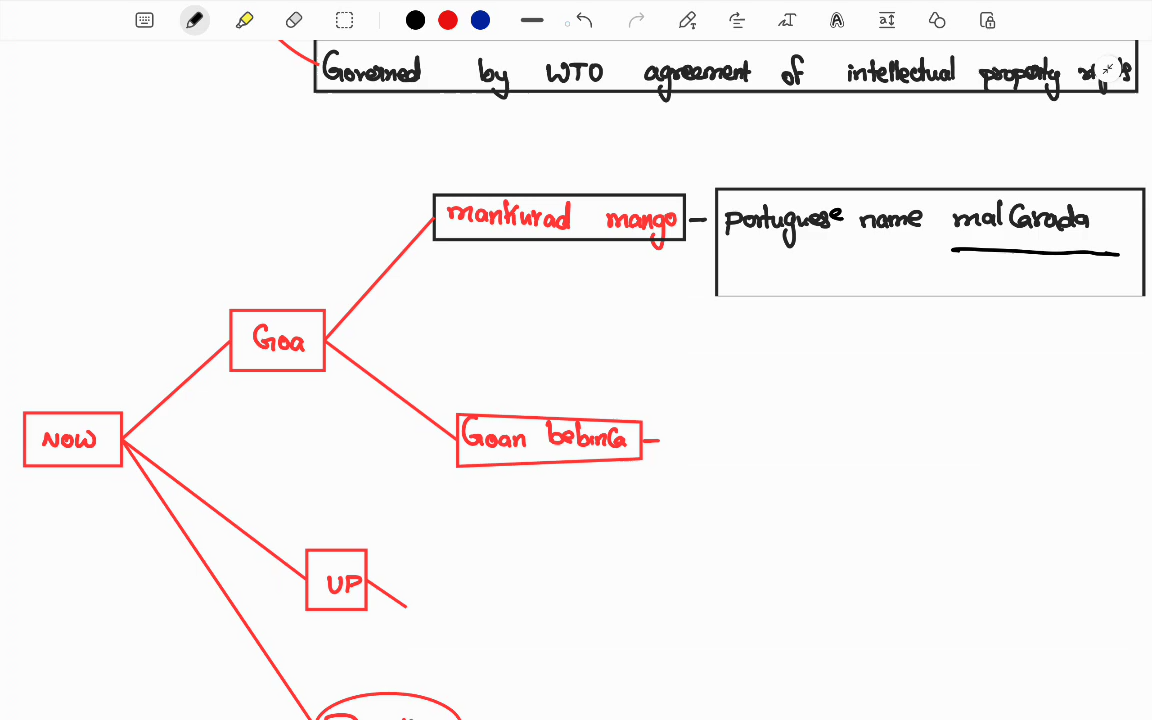 Governed by WTO agreement of intellectual property
mankurad mango
portuguese name malCorada
Goa
NOW
Goan bebinca
UP